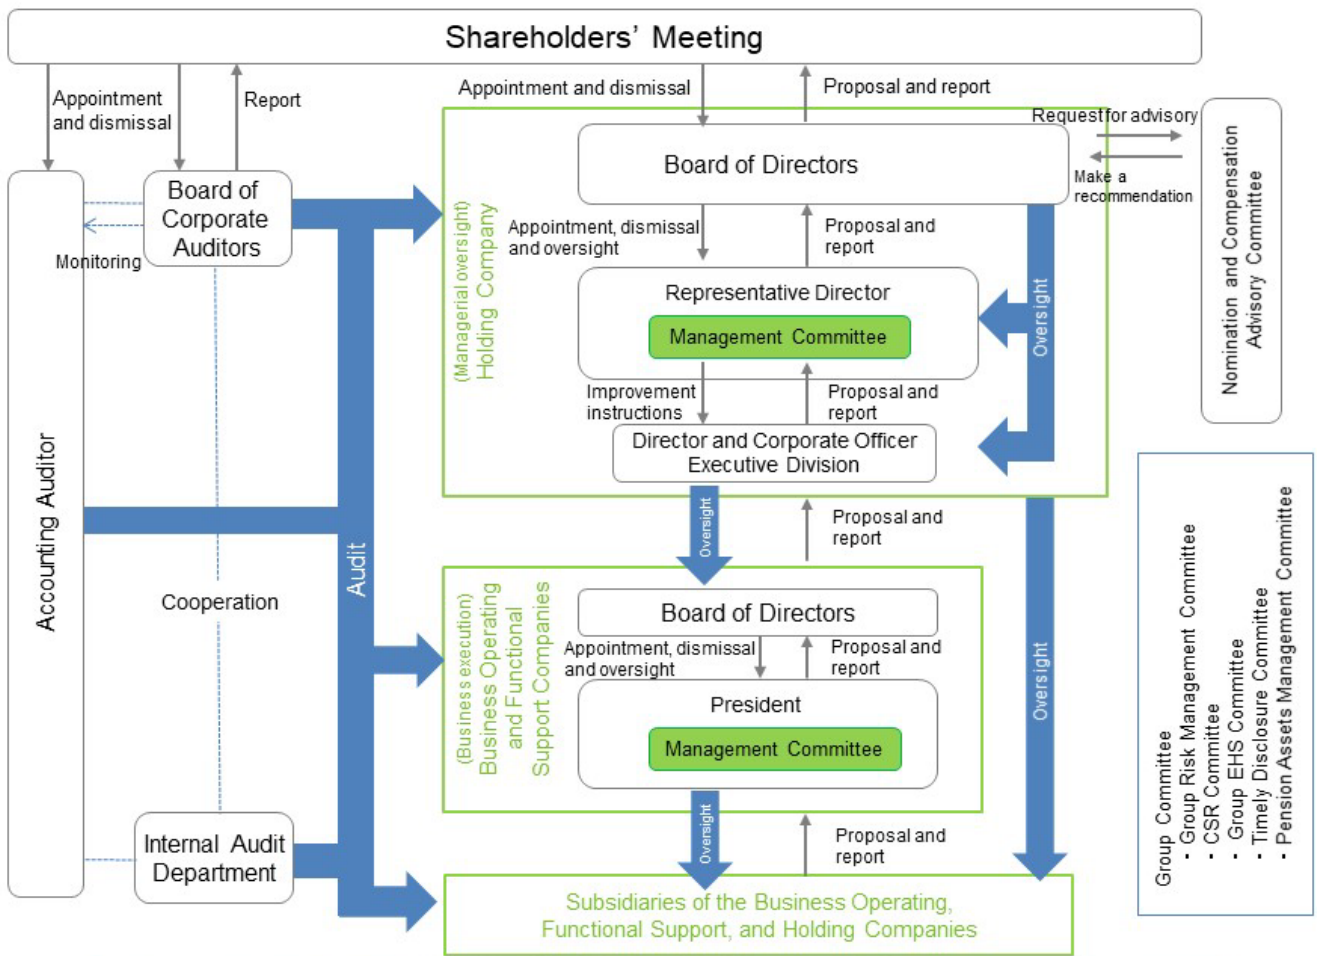 Shareholders' Meeting
Appointment
and dismissal
Report
Appointment and dismissal
Proposal and report
Request for advisory
Make a
recommendation
Nomination and Compensation
Advisory Committee
Board of
Corporate
Auditors
Monitoring
Accounting Auditor
Cooperation
Internal Audit
Department
Audit
(Managerial oversight)
Holding Company
Board of Directors
Appointment, dismissal
and oversight
Proposal and
report
Representative Director
Management Committee
Oversight
Improvement
instructions
Proposal and
report
Director and Corporate Officer
Executive Division
Oversight
Proposal and
report
Oversight
(Business execution)
Business Operating
and Functional
Support Companies
Board of Directors
Appointment, dismissal
and oversight
Proposal and
report
President
Management Committee
Oversight
Proposal and
report
Subsidiaries of the Business Operating,
Functional Support, and Holding Companies
Group Committee
- Group Risk Management Committee
- CSR Committee
- Group EHS Committee
- Timely Disclosure Committee
- Pension Assets Management Committee